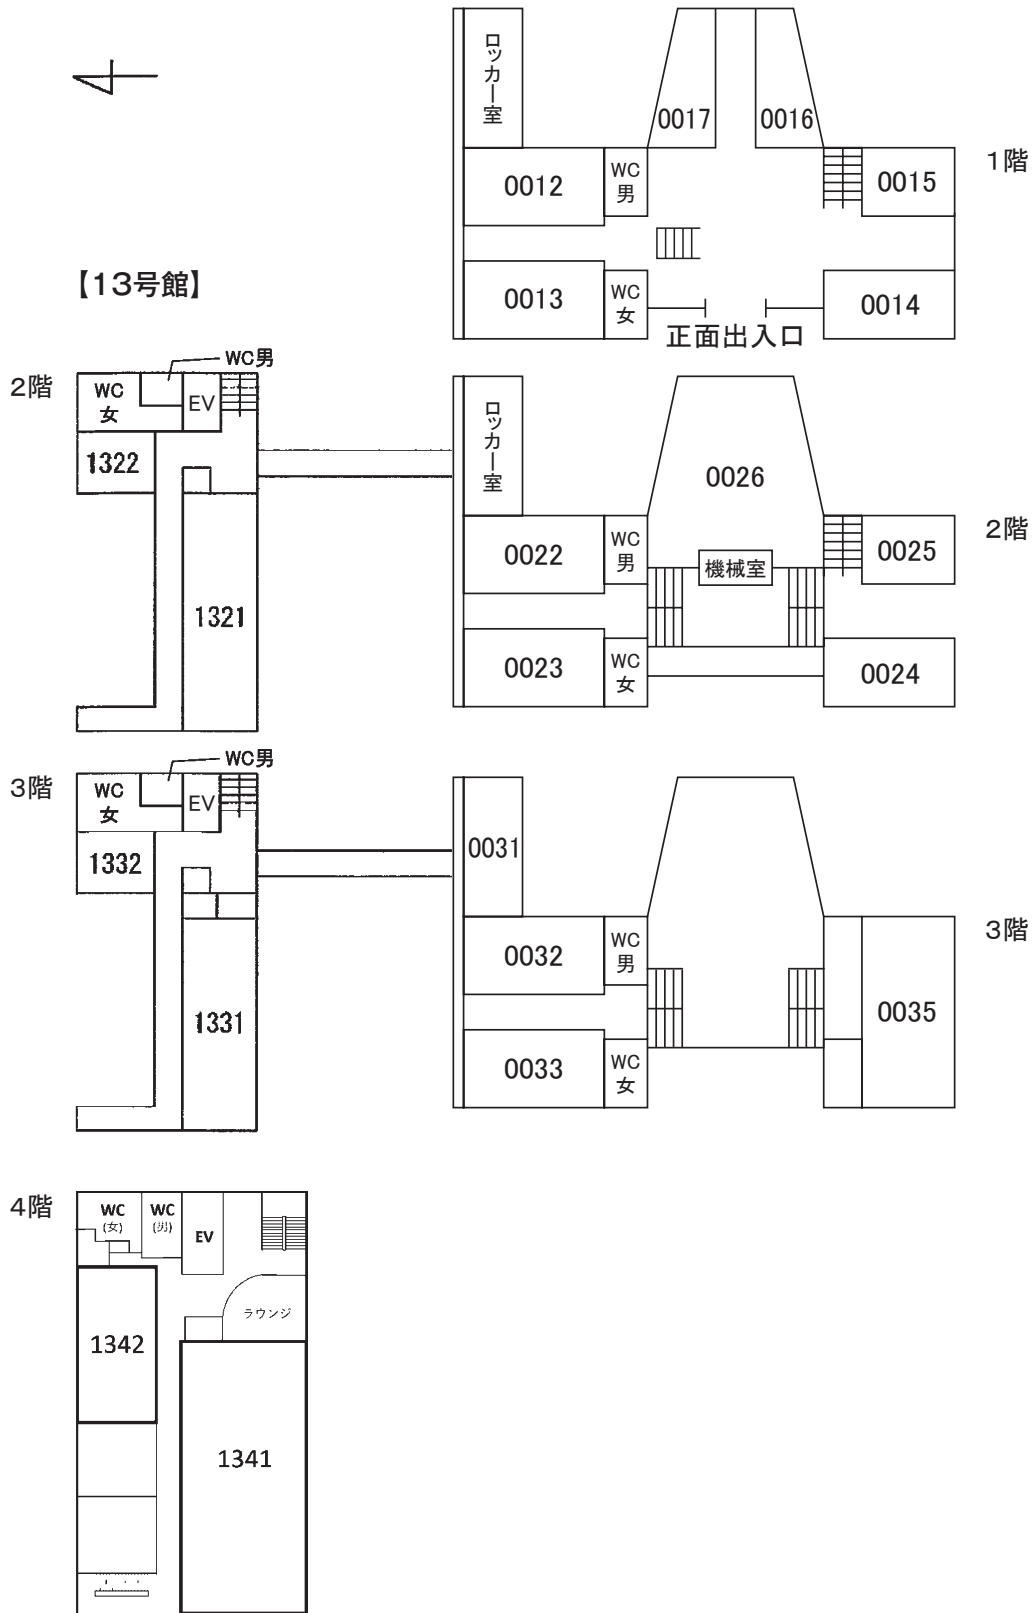 ロッカー室
0017
0016
1階
0012
WC
男
0015
【13号館】
0013
WC
女
0014
正面出入口
2階
WC男
WC
女
EV
1322
1321
ロッカー室
0026
2階
0022
WC
男
機械室
0025
0023
WC
女
0024
3階
WC男
WC
女
EV
1332
1331
0031
3階
0032
WC
男
0035
0033
WC
女
4階
WC
(女)
WC
(男)
EV
ラウンジ
1342
1341